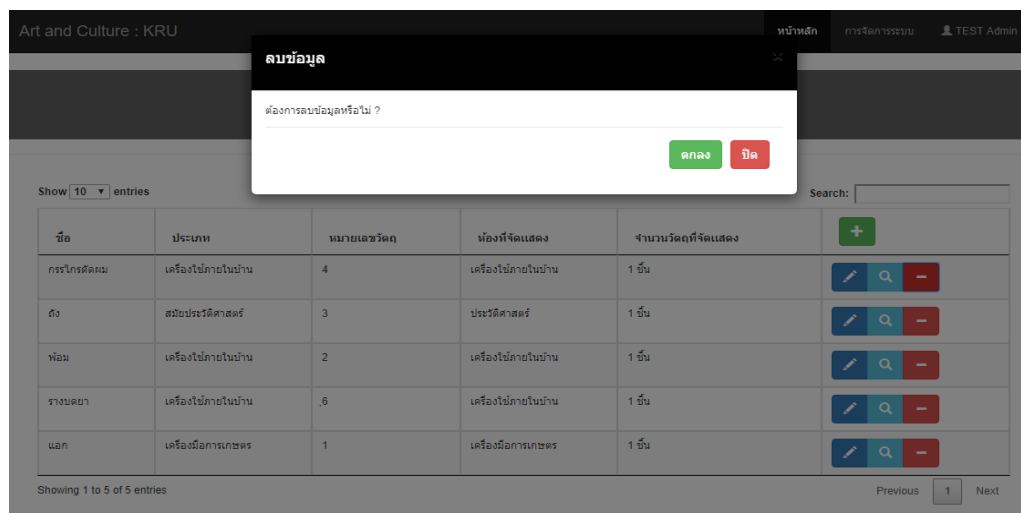 Art and Culture : KRU หน้าหลัก การจัดการระบบ TEST Admin
ลบข้อมูล
ต้องการลบข้อมูลหรือไม่ ?
ตกลง ปิด
Show 10 entries Search:
ชื่อ ประเภท หมายเลขวัตถุ ห้องที่จัดแสดง จำนวนวัตถุที่จัดแสดง
กรรไกรตัดผม เครื่องใช้ภายในบ้าน 4 เครื่องใช้ภายในบ้าน 1 ชิ้น
ถัง สมัยประวัติศาสตร์ 3 ประวัติศาสตร์ 1 ชิ้น
พ้อม เครื่องใช้ภายในบ้าน 2 เครื่องใช้ภายในบ้าน 1 ชิ้น
รางบดยา เครื่องใช้ภายในบ้าน ,6 เครื่องใช้ภายในบ้าน 1 ชิ้น
แอก เครื่องมือการเกษตร 1 เครื่องมือการเกษตร 1 ชิ้น
Showing 1 to 5 of 5 entries Previous 1 Next